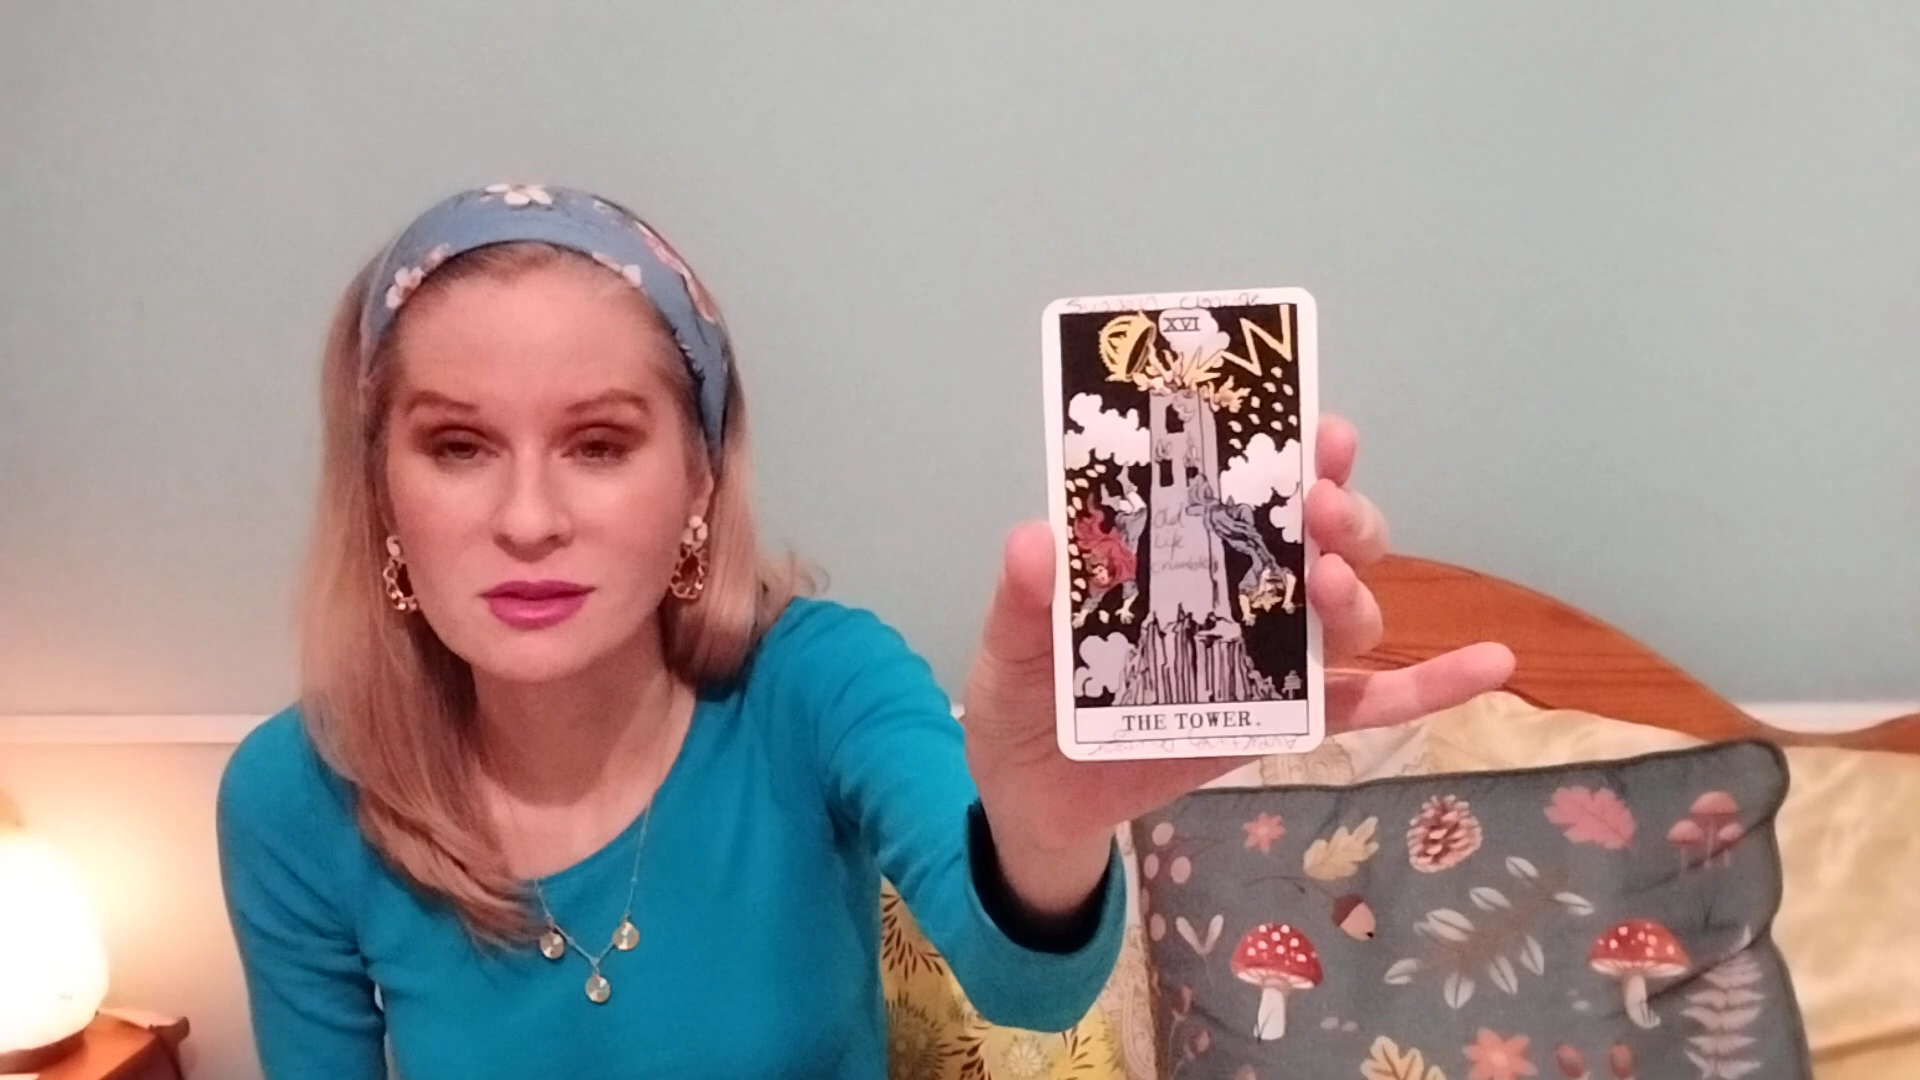 Sudden Change
XVI
Old
Life
crumbles
THE TOWER.